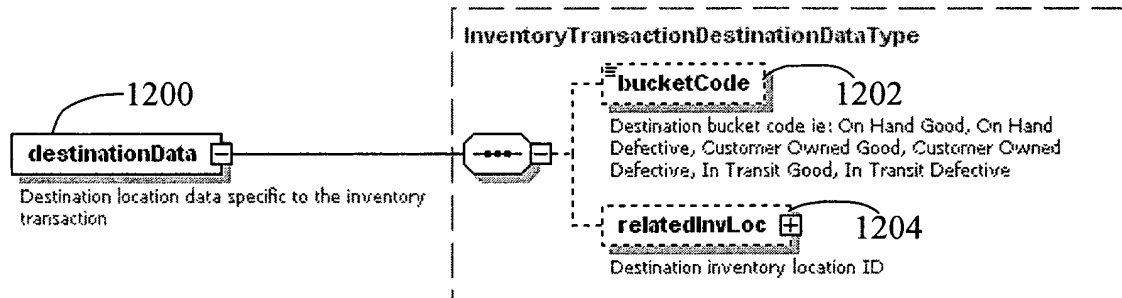 InventoryTransactionDestinationDataType
bucketCode
1200
1202
Destination bucket code ie: On Hand Good, On Hand
Defective, Customer Owned Good, Customer Owned
Defective, In Transit Good, In Transit Defective
destinationData
Destination location data specific to the inventory
transaction
relatedInvLoc
1204
Destination inventory location ID